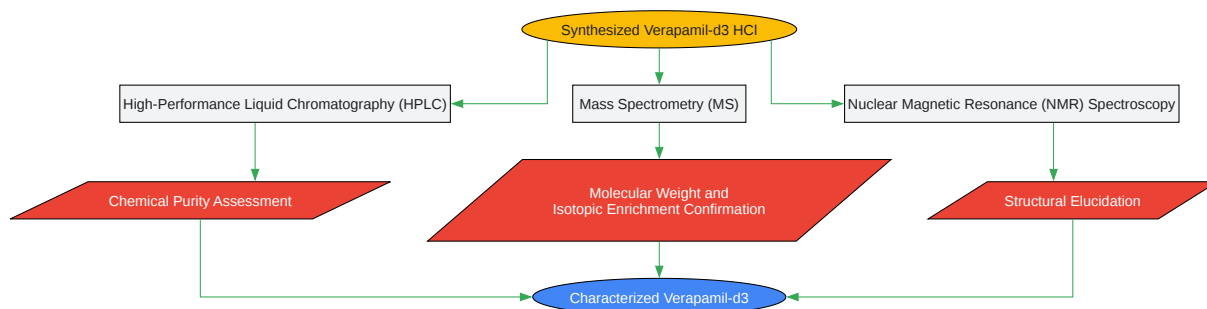 Synthesized Verapamil-d3 HCl
High-Performance Liquid Chromatography (HPLC)
Mass Spectrometry (MS)
Nuclear Magnetic Resonance (NMR) Spectroscopy
Chemical Purity Assessment
Molecular Weight and
Isotopic Enrichment Confirmation
Structural Elucidation
Characterized Verapamil-d3